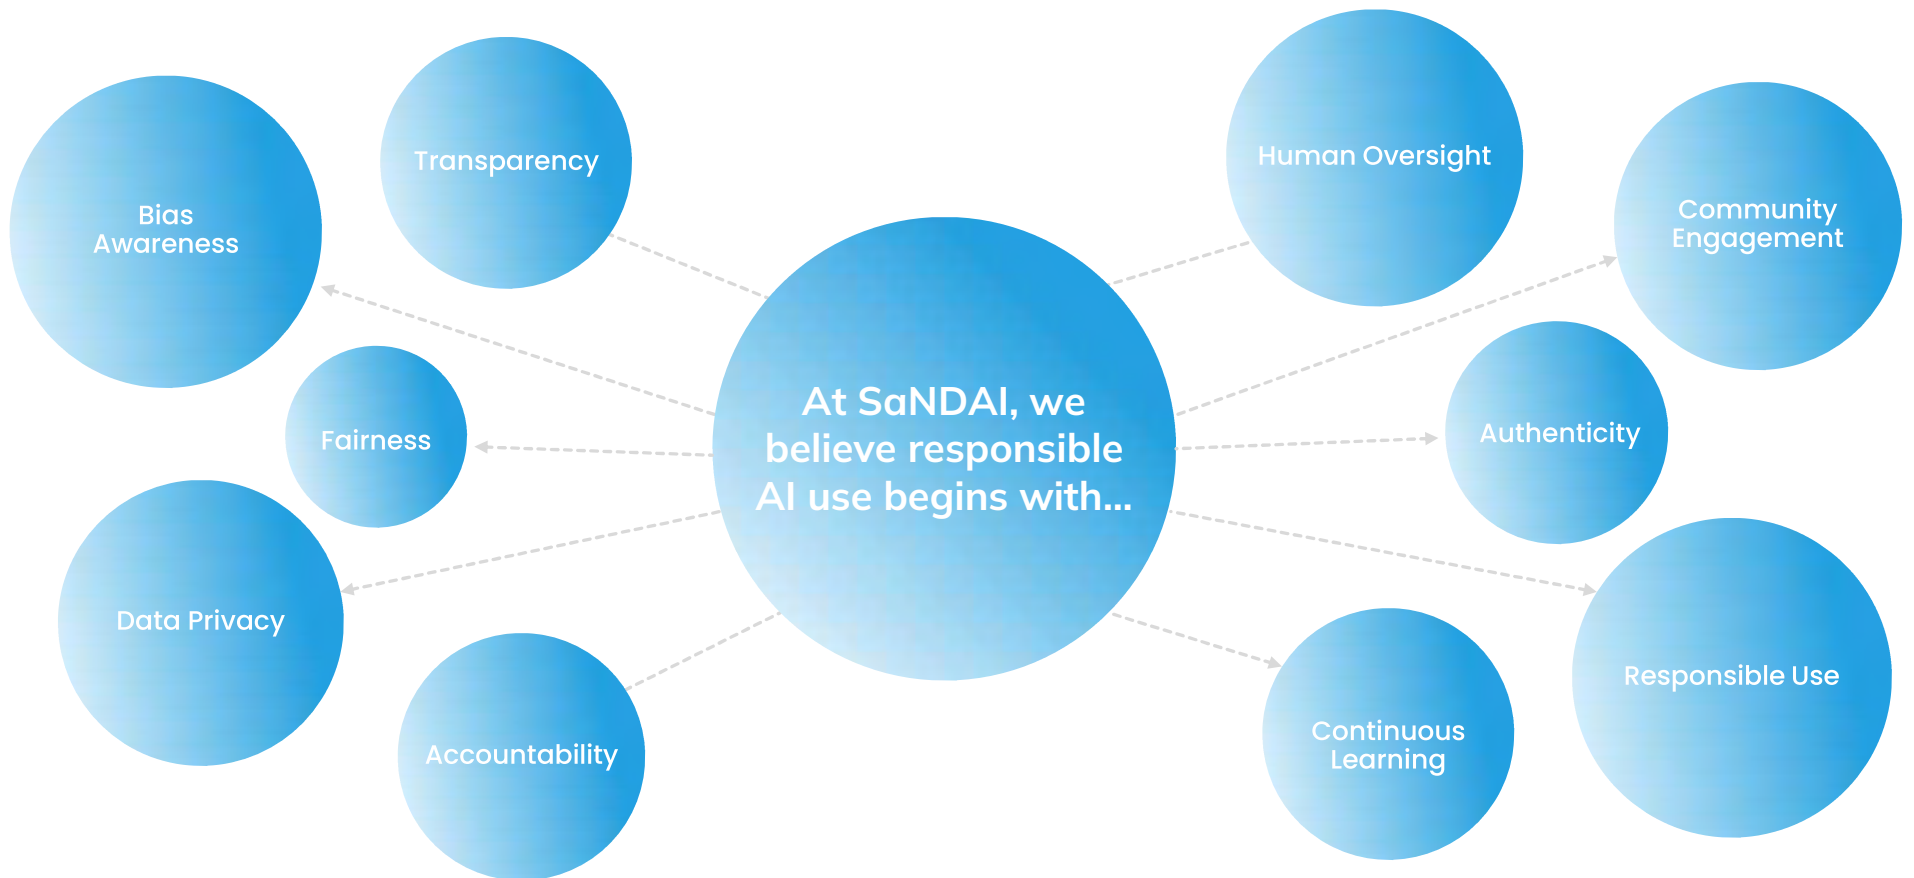 Transparency
Human Oversight
Bias
Awareness
Community
Engagement
At SaNDAI, we
believe responsible
AI use begins with...
Fairness
Authenticity
Data Privacy
Responsible Use
Accountability
Continuous
Learning